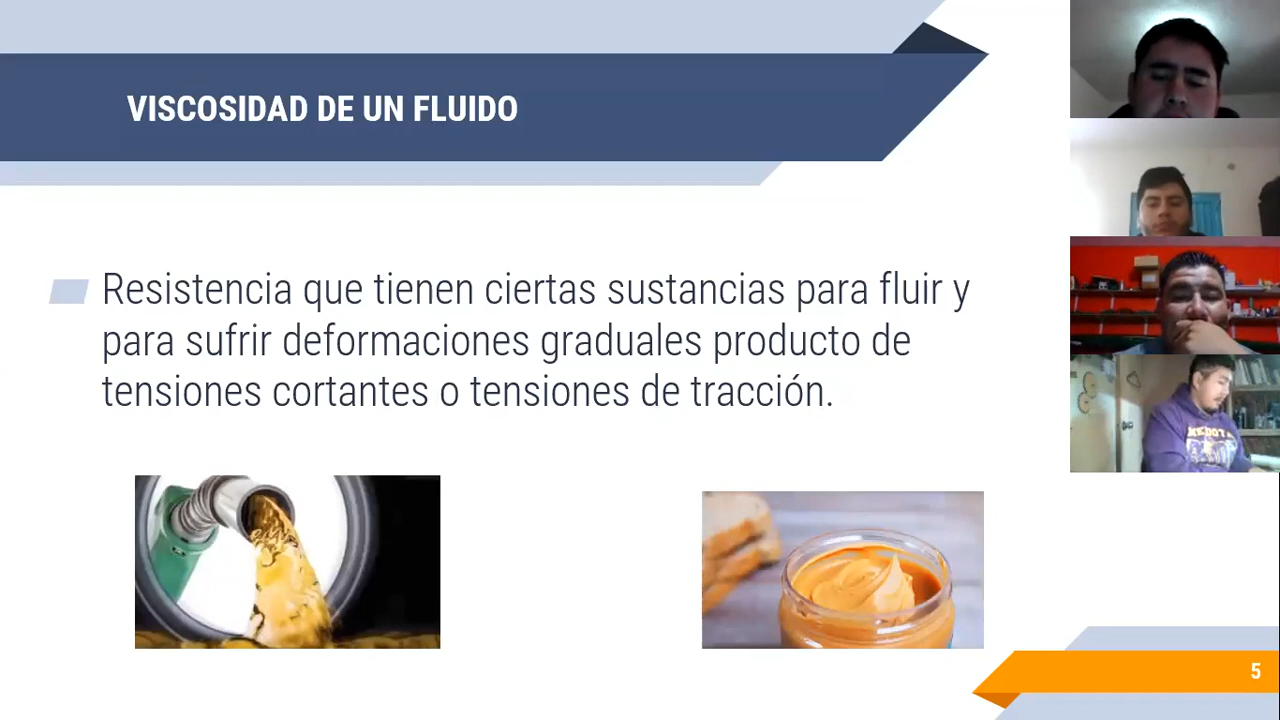 VISCOSIDAD DE UN FLUIDO
Resistencia que tienen ciertas sustancias para fluir y
para sufrir deformaciones graduales producto de
tensiones cortantes o tensiones de tracción.
5